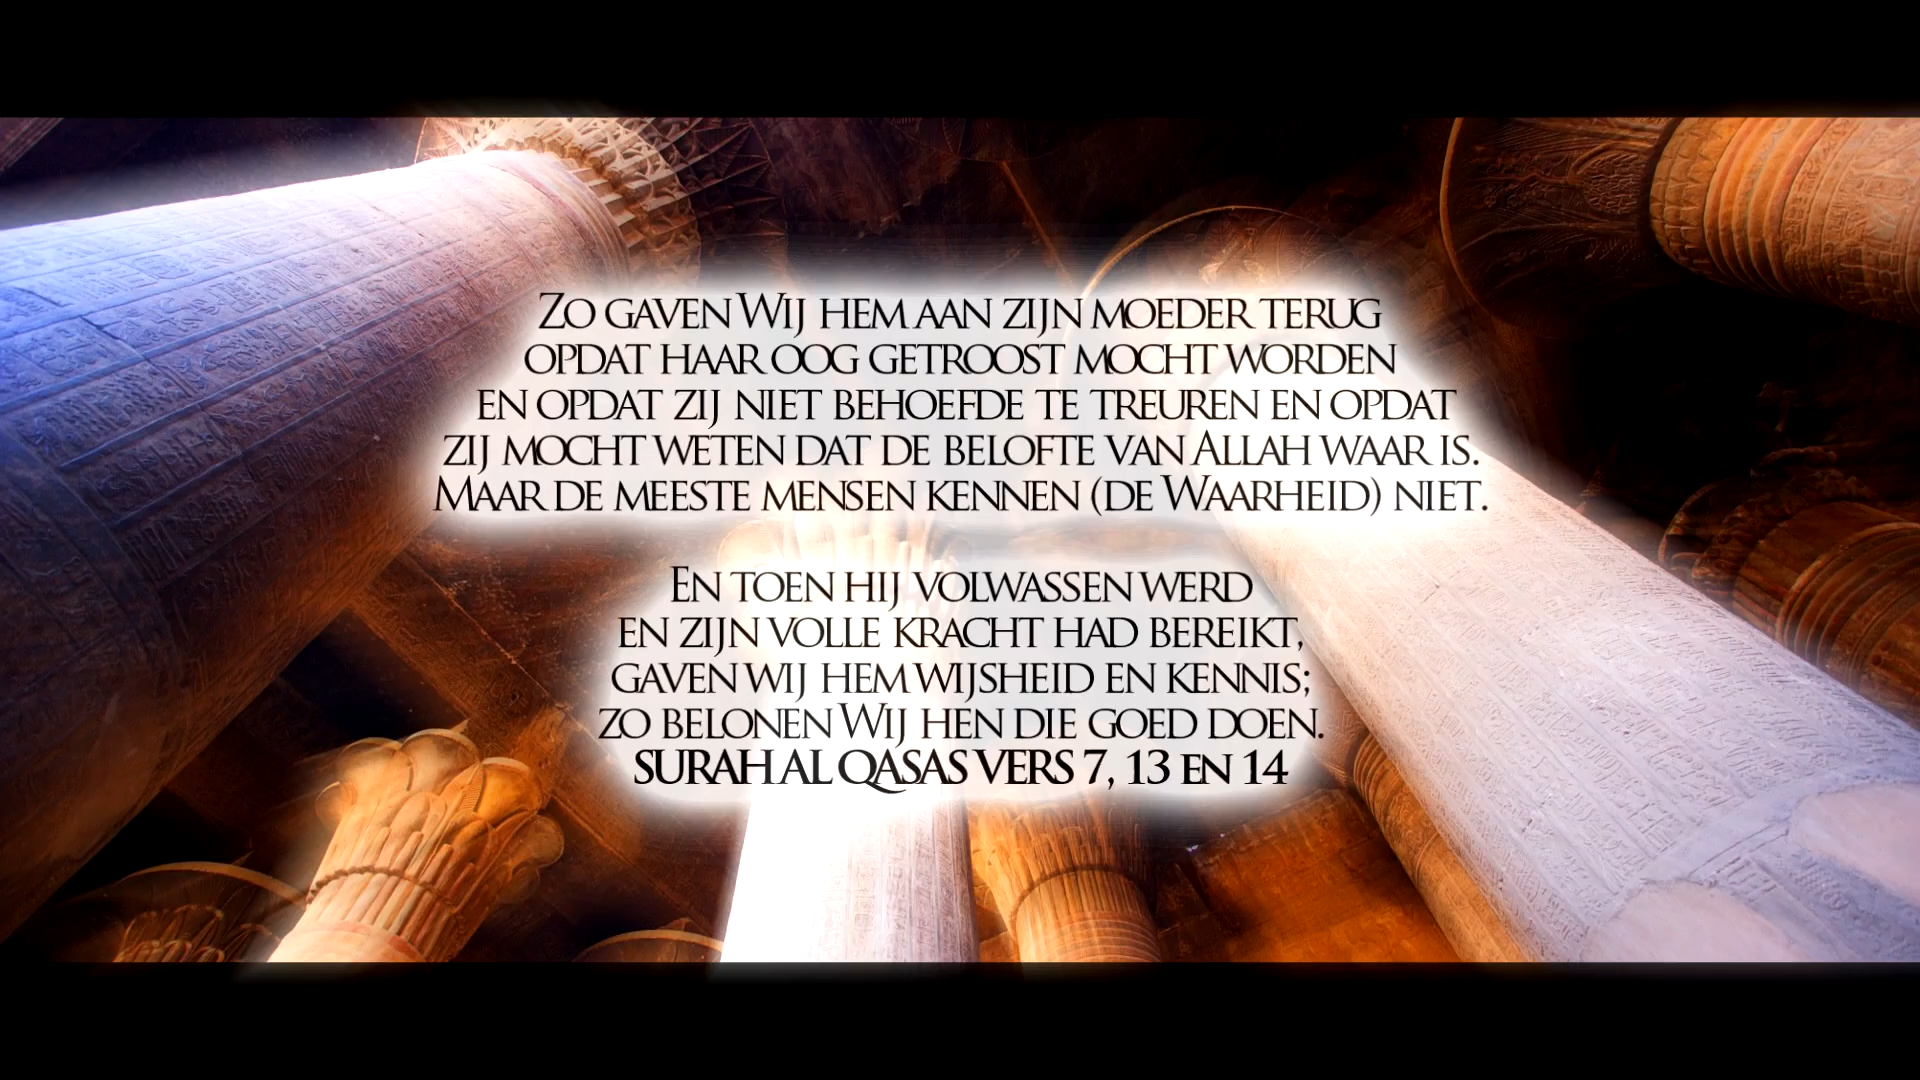 Zo gaven Wij hem aan zijn moeder terug
opdat haar oog getroost mocht worden
en opdat zij niet behoefde te treuren en opdat
zij mocht weten dat de belofte van Allah waar is.
Maar de meeste mensen kennen (de Waarheid) niet.
En toen hij volwassen werd
en zijn volle kracht had bereikt,
gaven wij hem wijsheid en kennis;
zo belonen Wij hen die goed doen.
SURAH AL QASAS VERS 7, 13 en 14